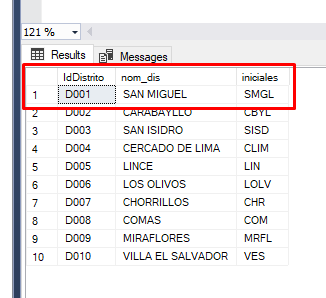 121 %
Results Messages
IdDistrito nom_dis iniciales
1 D001 SAN MIGUEL SMGL
2 D002 CARABAYLLO CBYL
3 D003 SAN ISIDRO SISD
4 D004 CERCADO DE LIMA CLIM
5 D005 LINCE LIN
6 D006 LOS OLIVOS LOLV
7 D007 CHORRILLOS CHR
8 D008 COMAS COM
9 D009 MIRAFLORES MRFL
10 D010 VILLA EL SALVADOR VES